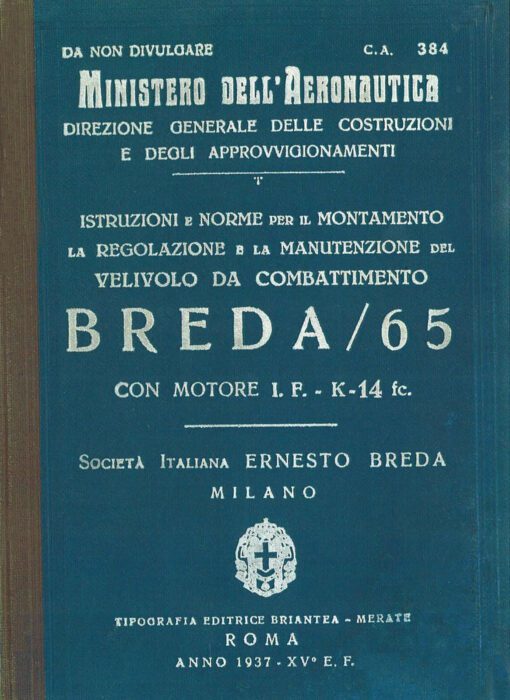 DA NON DIVULGARE C. A. 384
MINISTERO DELL'AERONAUTICA
DIREZIONE GENERALE DELLE COSTRUZIONI
E DEGLI APPROVVIGIONAMENTI
ISTRUZIONI E NORME PER IL MONTAMENTO
LA REGOLAZIONE E LA MANUTENZIONE DEL
VELIVOLO DA COMBATTIMENTO
BREDA/65
CON MOTORE I. F. - K-14 fc.
SOCIETÀ ITALIANA ERNESTO BREDA
MILANO
TIPOGRAFIA EDITRICE BRIANTEA - MERATE
ROMA
ANNO 1937 - XVº E. F.